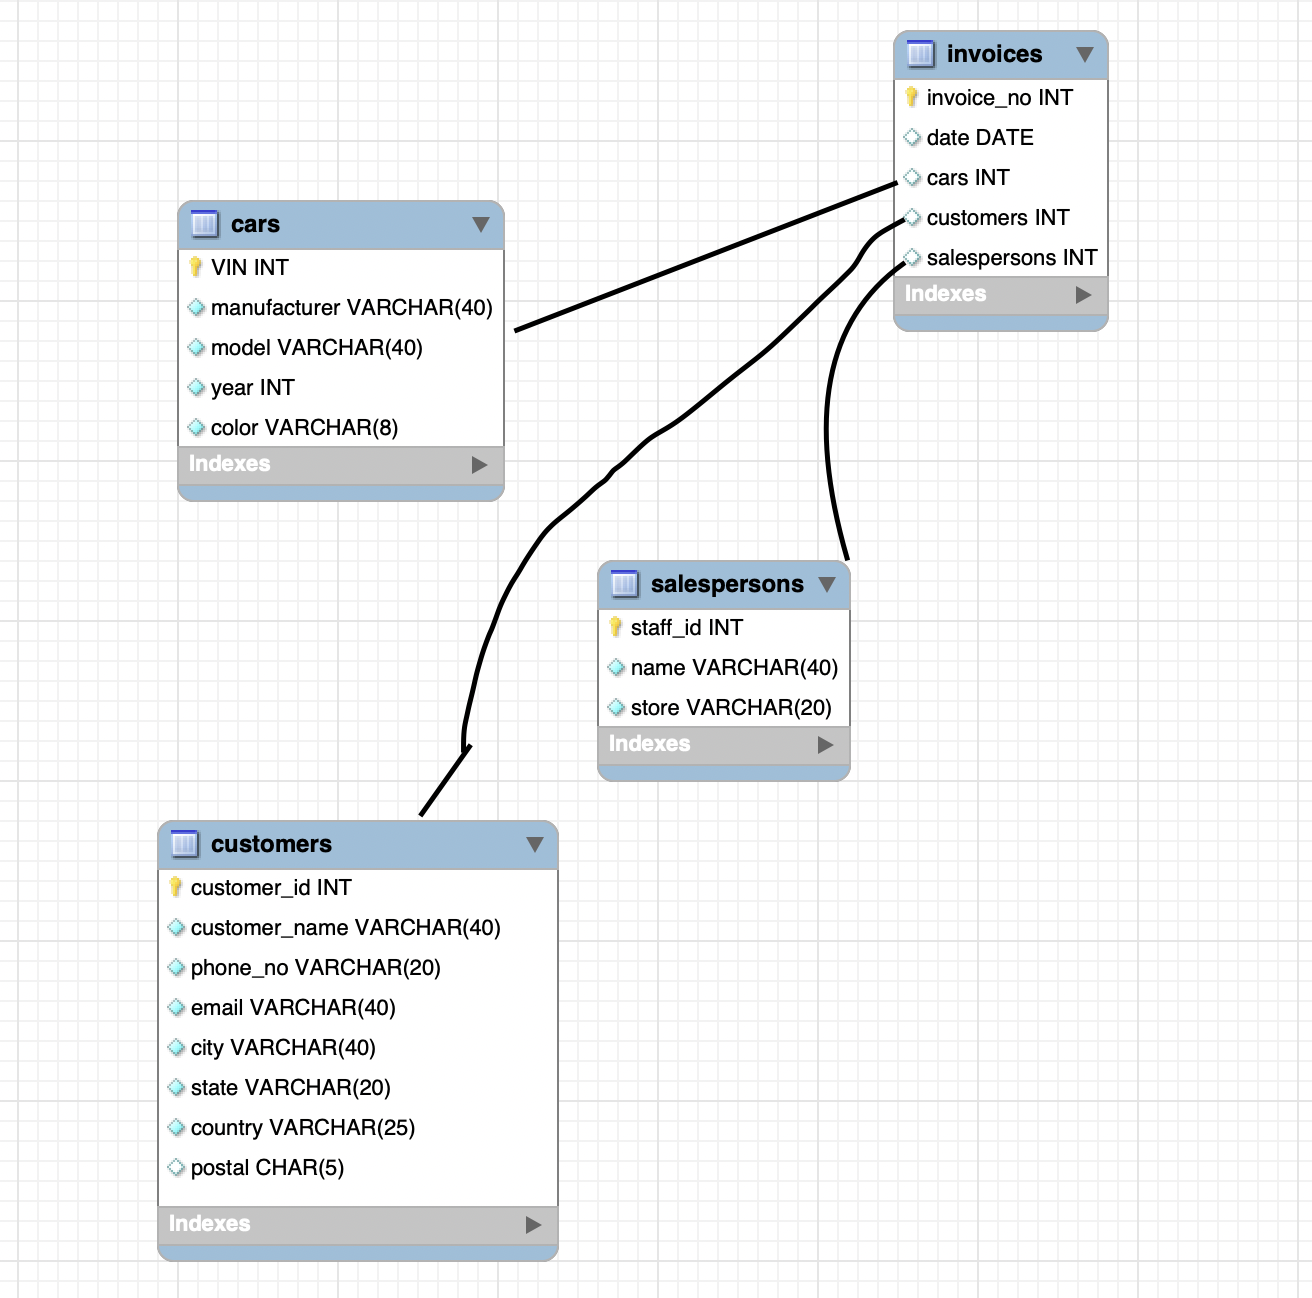 invoices
invoice_no INT
date DATE
cars INT
customers INT
salespersons INT
Indexes
cars
VIN INT
manufacturer VARCHAR(40)
model VARCHAR(40)
year INT
color VARCHAR(8)
Indexes
salespersons
staff_id INT
name VARCHAR(40)
store VARCHAR(20)
Indexes
customers
customer_id INT
customer_name VARCHAR(40)
phone_no VARCHAR(20)
email VARCHAR(40)
city VARCHAR(40)
state VARCHAR(20)
country VARCHAR(25)
postal CHAR(5)
Indexes